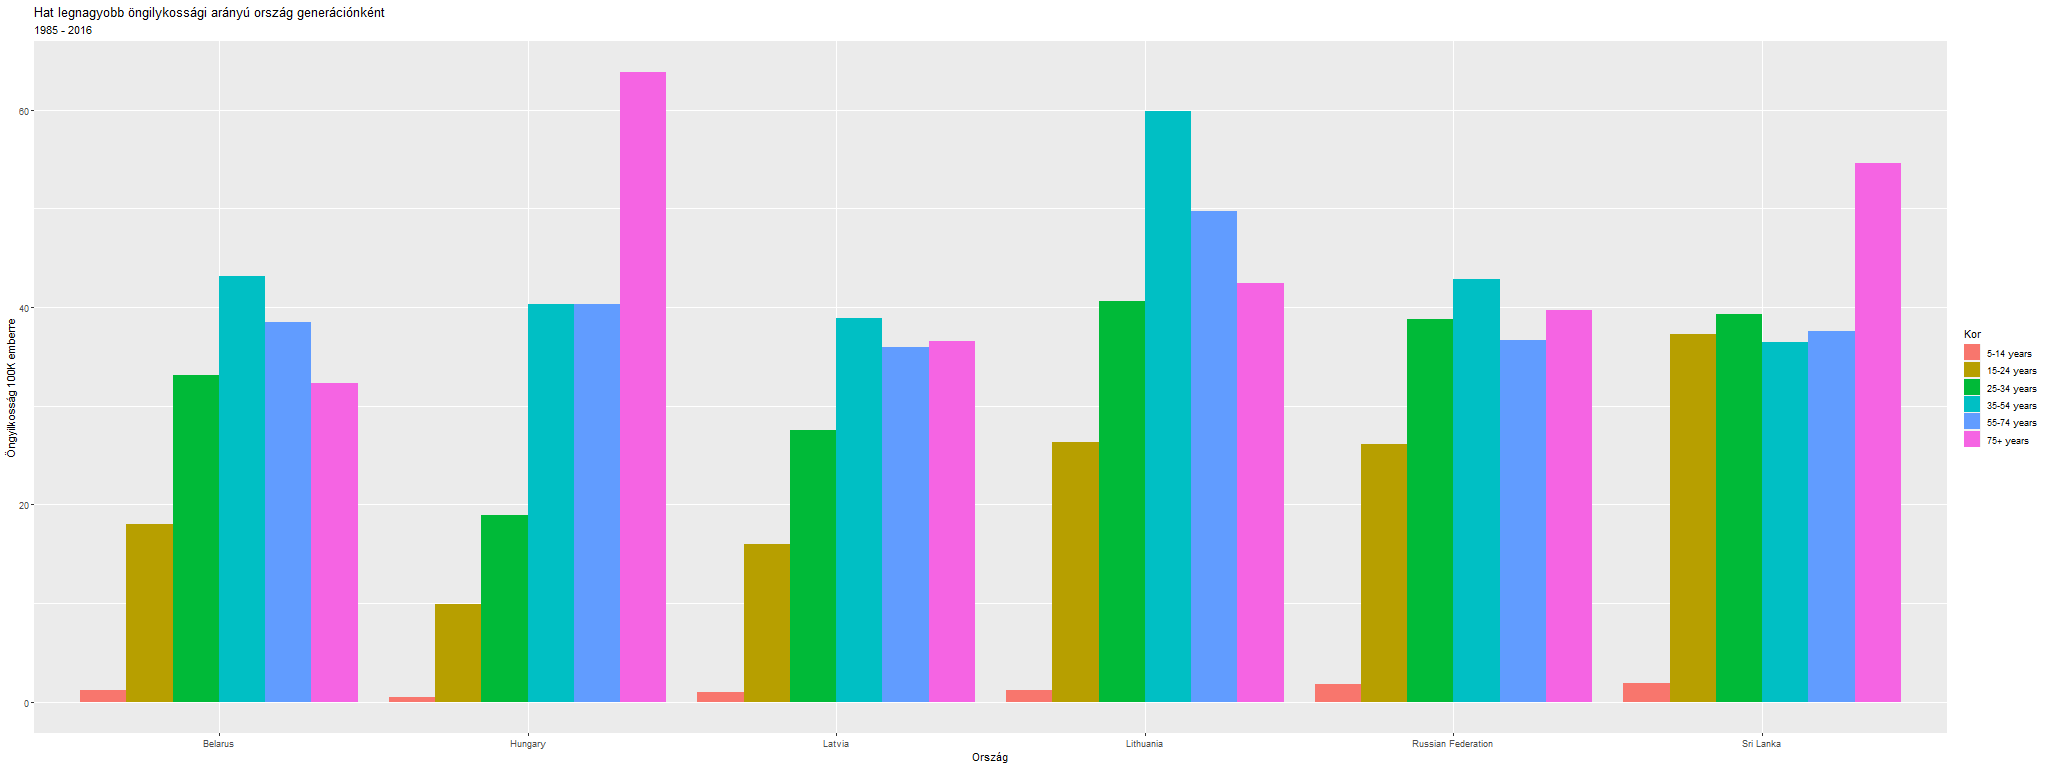 Hat legnagyobb öngilykossági arányú ország generációnként
1985 - 2016
Öngyilkosság 100K emberre
60
40
20
0
Belarus
Hungary
Latvia
Lithuania
Russian Federation
Sri Lanka
Ország
Kor
5-14 years
15-24 years
25-34 years
35-54 years
55-74 years
75+ years